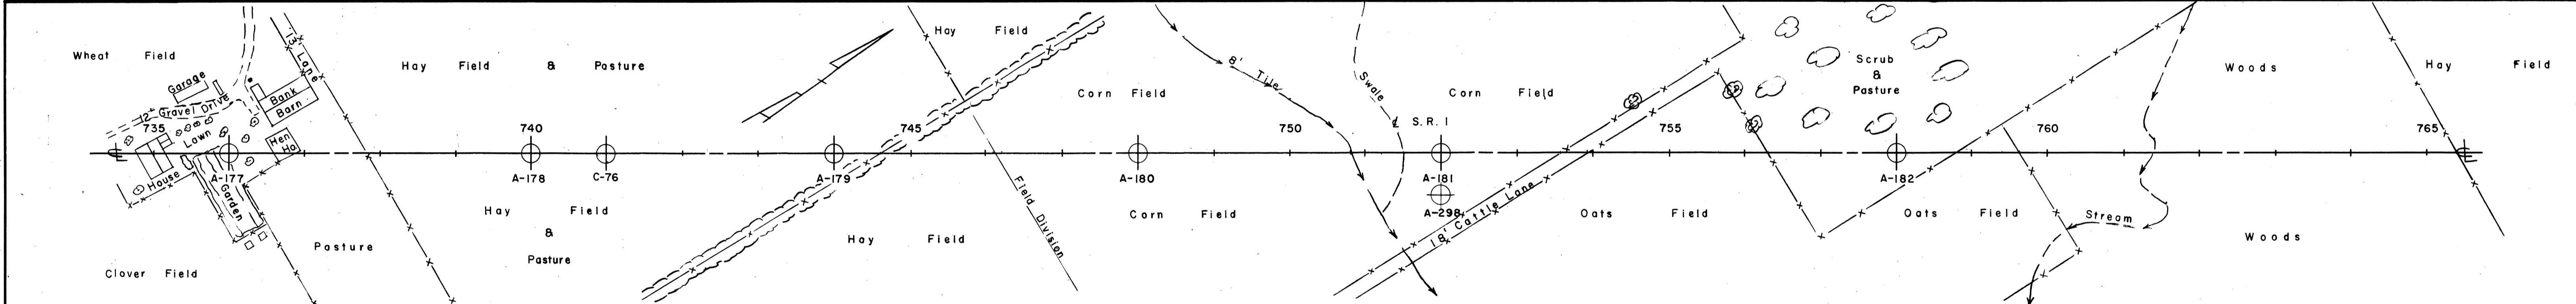 Wheat Field
Garage
12' Gravel Drive
735
Lawn
House
A-177
Garden
Hen
Ho.
Bank
Barn
13' Lane
Clover Field
Pasture
Hay Field & Pasture
740
A-178
C-76
Hay Field
&
Pasture
Hay Field
745
A-179
Hay Field
Field Division
Corn Field
A-180
Corn Field
8" Tile
750
Swale
℄ S.R. 1
A-181
A-298
18' Cattle Lane
Corn Field
Oats Field
755
Scrub
&
Pasture
A-182
Oats Field
760
Stream
Woods
Woods
765
℄
Hay Field